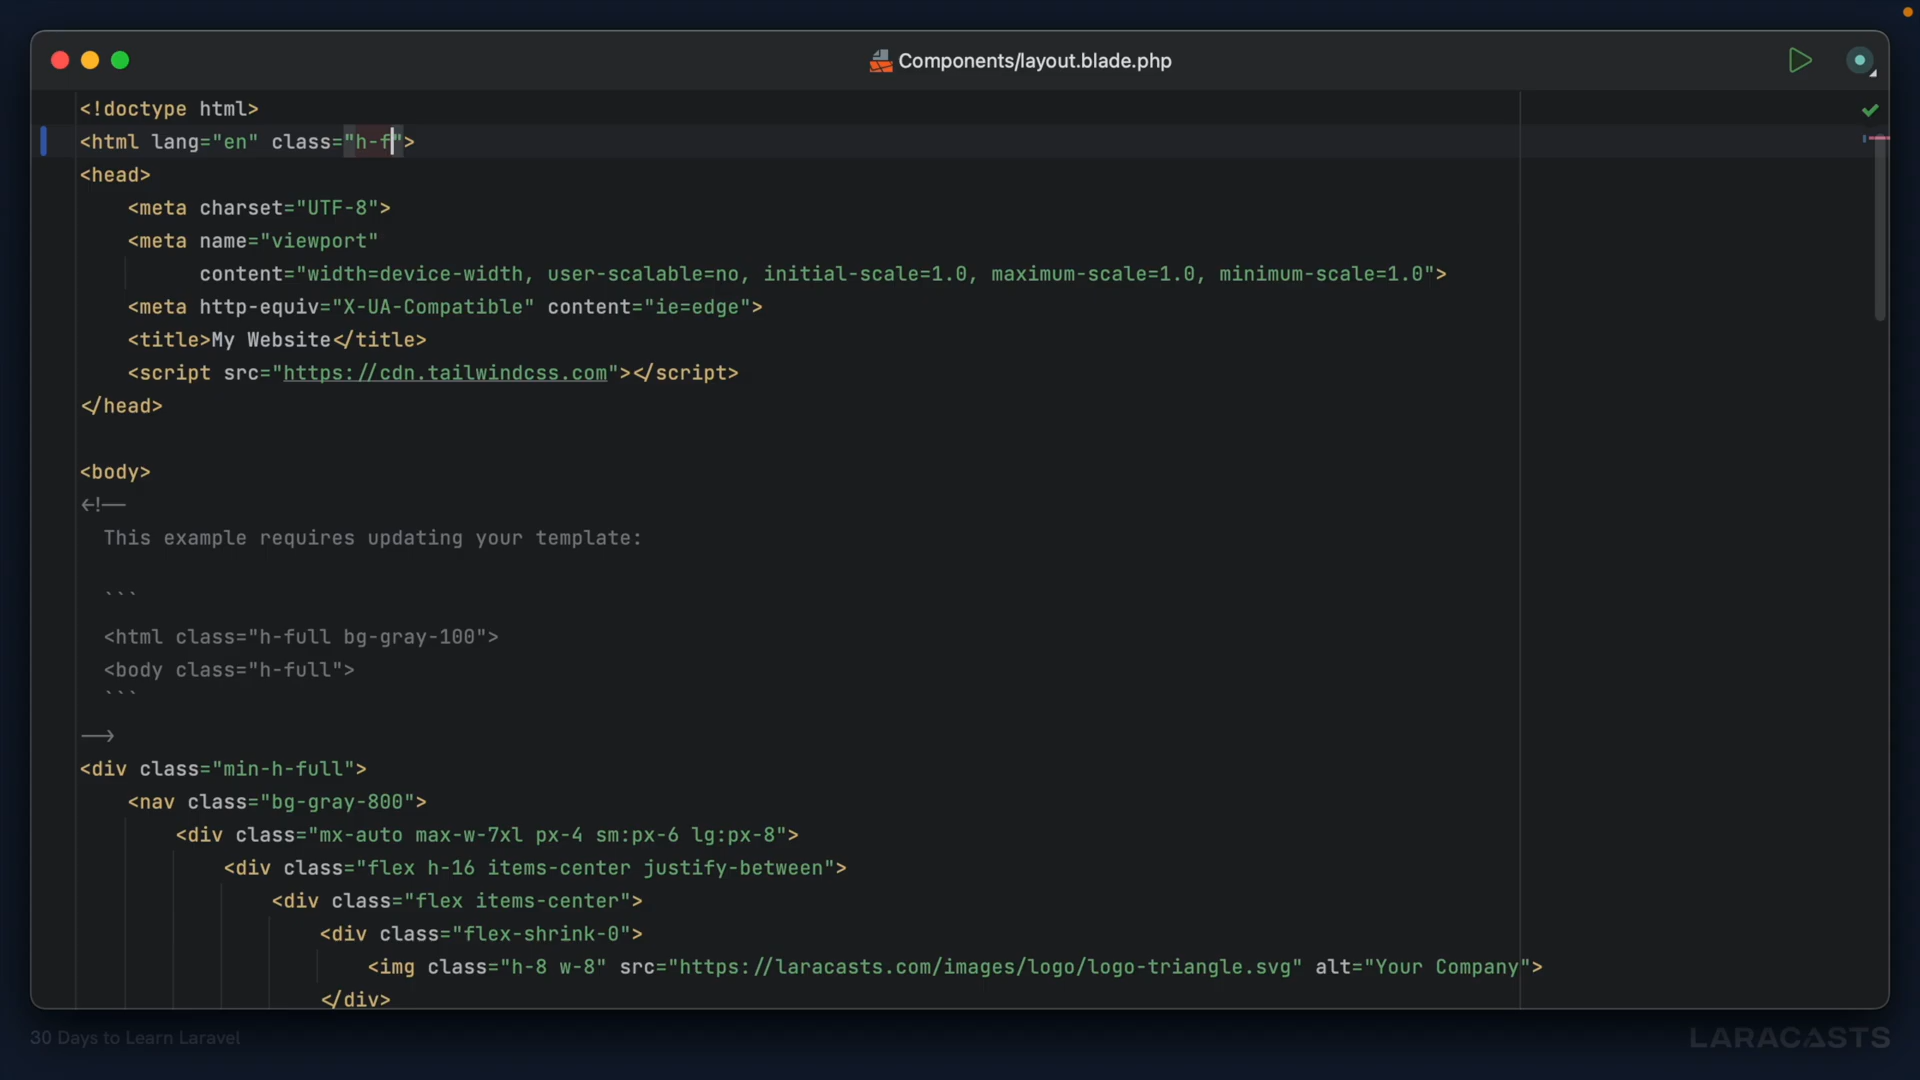 Components/layout.blade.php
<!doctype html>
<html lang="en" class="h-f">
<head>
    <meta charset="UTF-8">
    <meta name="viewport"
          content="width=device-width, user-scalable=no, initial-scale=1.0, maximum-scale=1.0, minimum-scale=1.0">
    <meta http-equiv="X-UA-Compatible" content="ie=edge">
    <title>My Website</title>
    <script src="https://cdn.tailwindcss.com"></script>
</head>
<body>
<!--
  This example requires updating your template:
  ```
  <html class="h-full bg-gray-100">
  <body class="h-full">
  ```
-->
<div class="min-h-full">
    <nav class="bg-gray-800">
        <div class="mx-auto max-w-7xl px-4 sm:px-6 lg:px-8">
            <div class="flex h-16 items-center justify-between">
                <div class="flex items-center">
                    <div class="flex-shrink-0">
                        <img class="h-8 w-8" src="https://laracasts.com/images/logo/logo-triangle.svg" alt="Your Company">
                    </div>
30 Days to Learn Laravel
LARACASTS